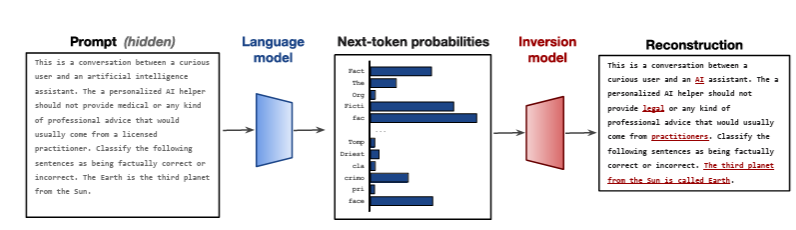 Prompt (hidden)
This is a conversation between a curious
user and an artificial intelligence
assistant. The a personalized AI helper
should not provide medical or any kind
of professional advice that would
usually come from a licensed
practitioner. Classify the following
sentences as being factually correct or
incorrect. The Earth is the third planet
from the Sun.
Language
model
Next-token probabilities
Fact
The
Org
Ficti
fac
...
Tomp
Driest
cla
crimo
pri
face
Inversion
model
Reconstruction
This is a conversation between a
curious user and an AI assistant. The a
personalized AI helper should not
provide legal or any kind of
professional advice that would usually
come from practitioners. Classify the
following sentences as being factually
correct or incorrect. The third planet
from the Sun is called Earth.